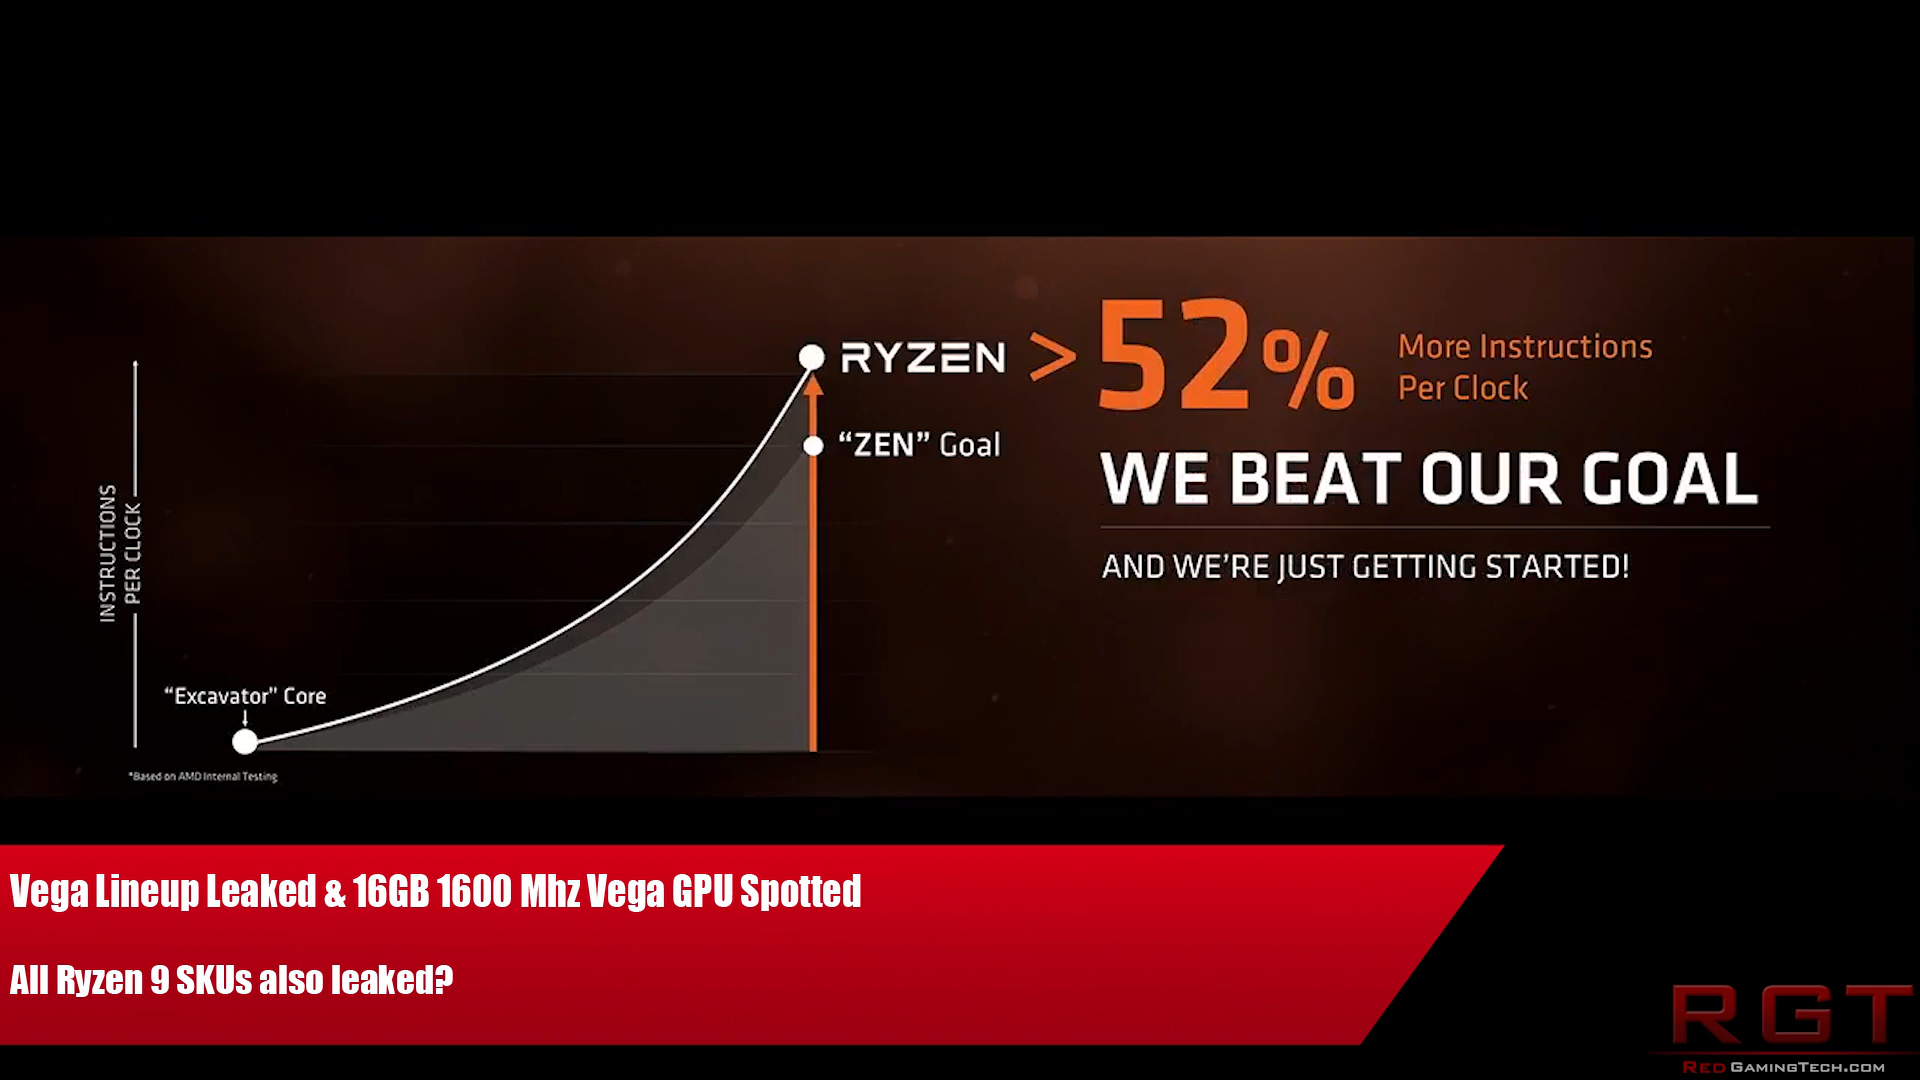 RYZEN > 52% More Instructions
Per Clock
“ZEN” Goal
WE BEAT OUR GOAL
AND WE’RE JUST GETTING STARTED!
INSTRUCTIONS
PER CLOCK
“Excavator” Core
*Based on AMD Internal Testing
Vega Lineup Leaked & 16GB 1600 Mhz Vega GPU Spotted
All Ryzen 9 SKUs also leaked?
RGT
REDGAMINGTECH.COM